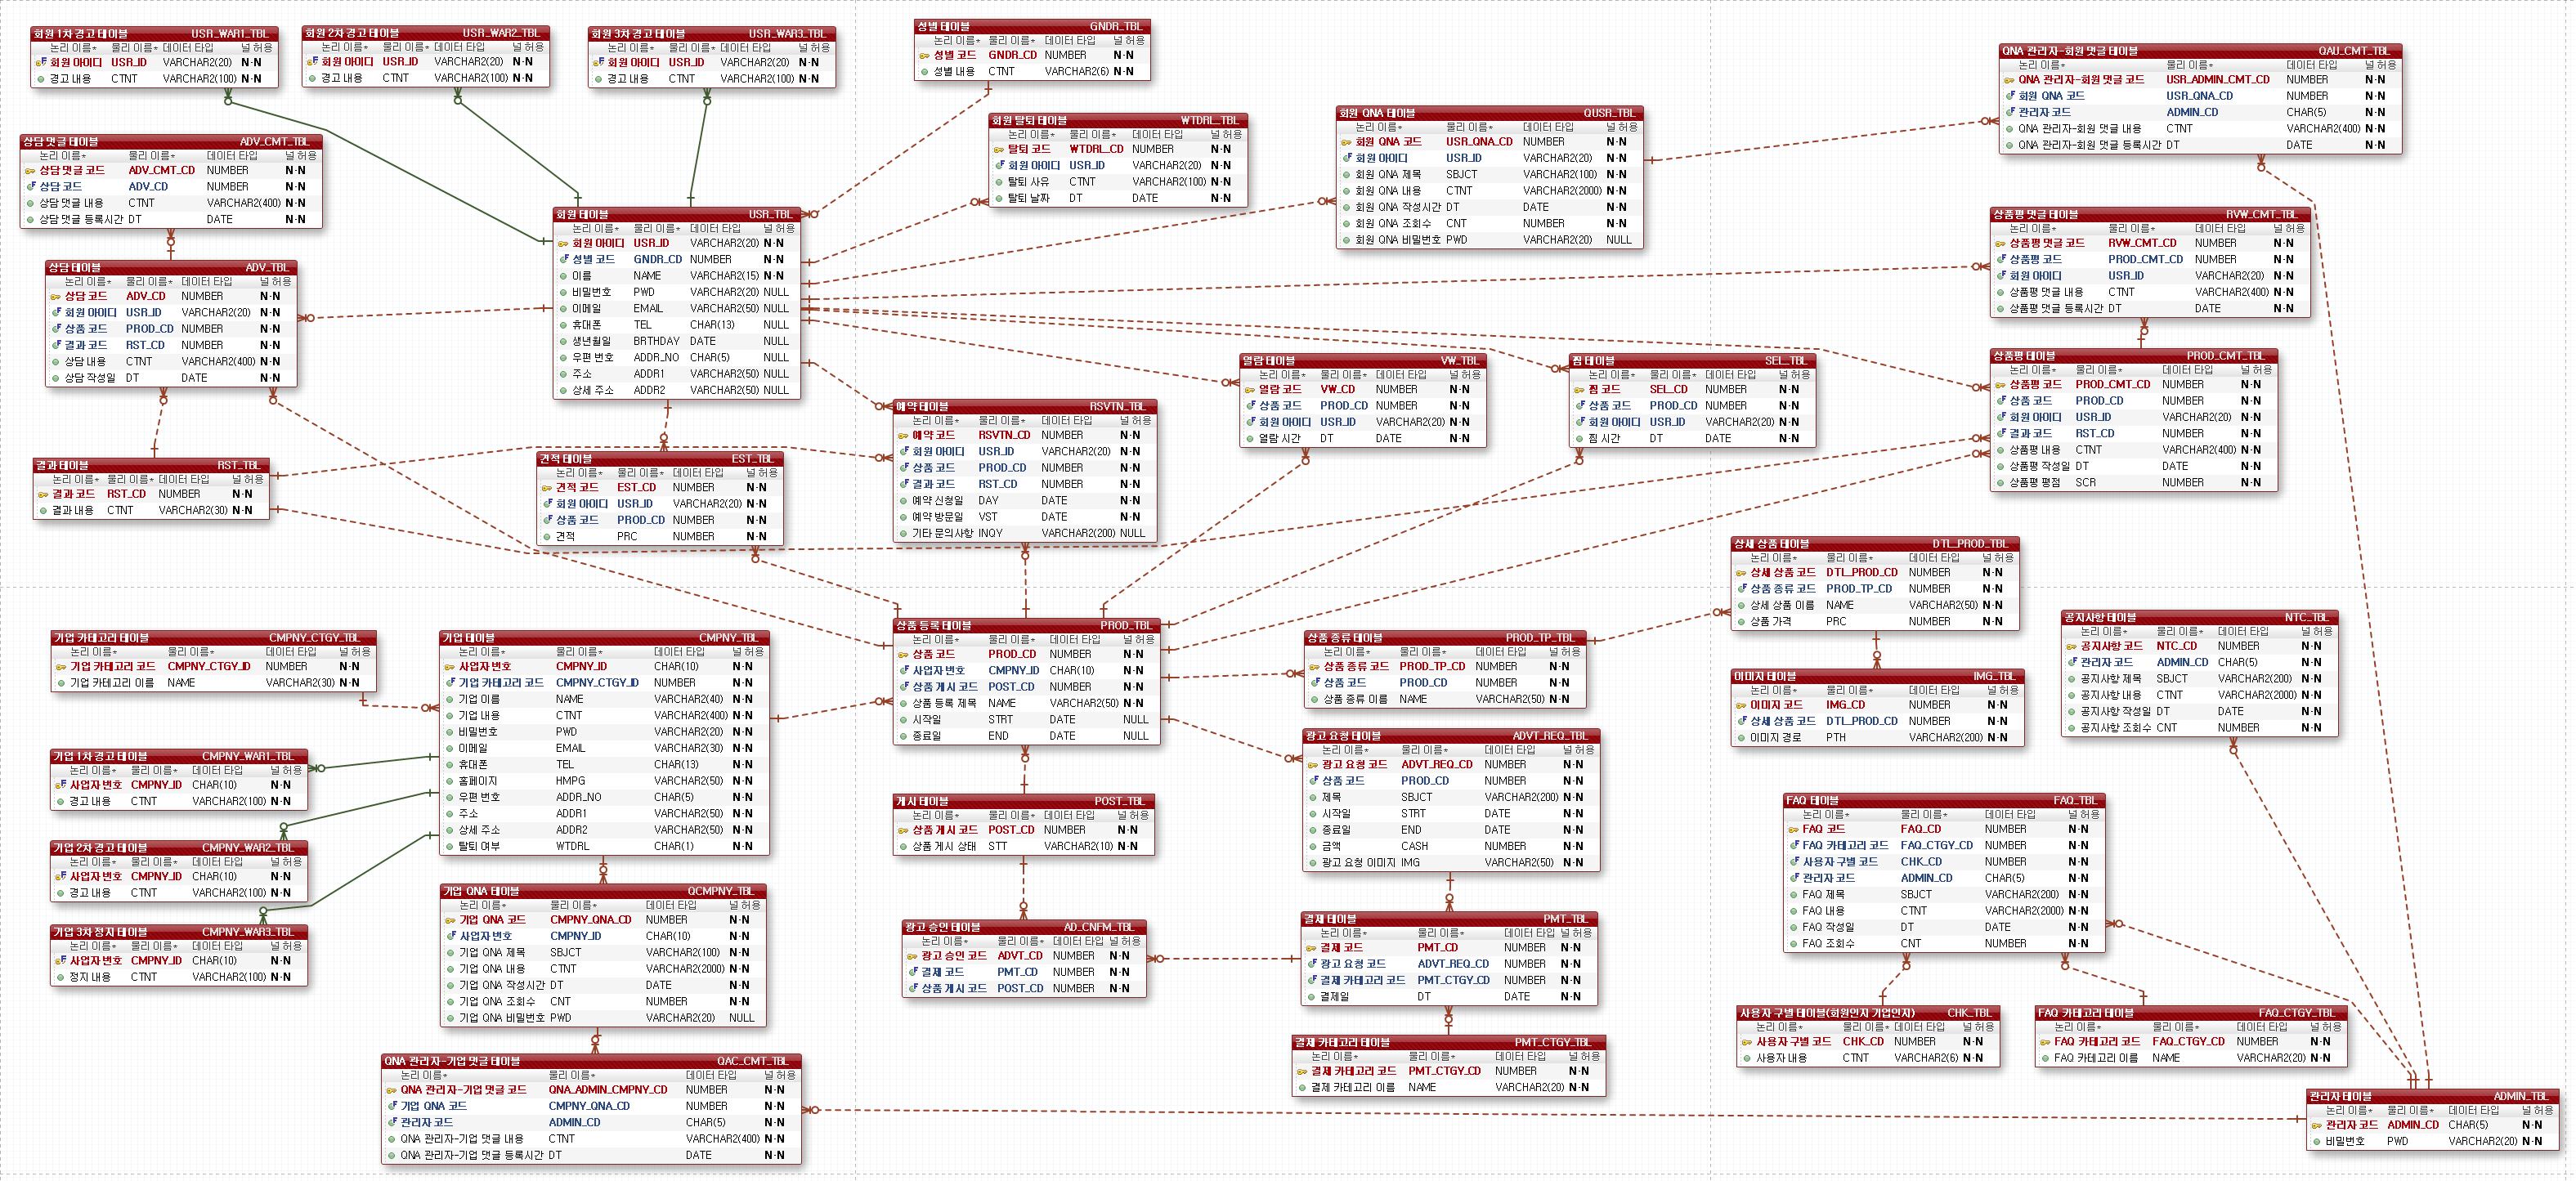 회원 1차 경고 테이블 USR_WAR1_TBL
논리 이름* 물리 이름* 데이터 타입 널 허용
회원 아이디 USR_ID VARCHAR2(20) N-N
경고 내용 CTNT VARCHAR2(100) N-N
회원 2차 경고 테이블 USR_WAR2_TBL
논리 이름* 물리 이름* 데이터 타입 널 허용
회원 아이디 USR_ID VARCHAR2(20) N-N
경고 내용 CTNT VARCHAR2(100) N-N
회원 3차 경고 테이블 USR_WAR3_TBL
논리 이름* 물리 이름* 데이터 타입 널 허용
회원 아이디 USR_ID VARCHAR2(20) N-N
경고 내용 CTNT VARCHAR2(100) N-N
성별 테이블 GNDR_TBL
논리 이름* 물리 이름* 데이터 타입 널 허용
성별 코드 GNDR_CD NUMBER N-N
성별 내용 CTNT VARCHAR2(6) N-N
회원 탈퇴 테이블 WTDRL_TBL
논리 이름* 물리 이름* 데이터 타입 널 허용
탈퇴 코드 WTDRL_CD NUMBER N-N
회원 아이디 USR_ID VARCHAR2(20) N-N
탈퇴 사유 CTNT VARCHAR2(100) N-N
탈퇴 날짜 DT DATE N-N
회원 QNA 테이블 QUSR_TBL
논리 이름* 물리 이름* 데이터 타입 널 허용
회원 QNA 코드 USR_QNA_CD NUMBER N-N
회원 아이디 USR_ID VARCHAR2(20) N-N
회원 QNA 제목 SBJCT VARCHAR2(100) N-N
회원 QNA 내용 CTNT VARCHAR2(2000) N-N
회원 QNA 작성시간 DT DATE N-N
회원 QNA 조회수 CNT NUMBER N-N
회원 QNA 비밀번호 PWD VARCHAR2(20) NULL
QNA 관리자-회원 댓글 테이블 QAU_CMT_TBL
논리 이름* 물리 이름* 데이터 타입 널 허용
QNA 관리자-회원 댓글 코드 USR_ADMIN_CMT_CD NUMBER N-N
회원 QNA 코드 USR_QNA_CD NUMBER N-N
관리자 코드 ADMIN_CD CHAR(5) N-N
QNA 관리자-회원 댓글 내용 CTNT VARCHAR2(400) N-N
QNA 관리자-회원 댓글 등록시간 DT DATE N-N
상담 댓글 테이블 ADV_CMT_TBL
논리 이름* 물리 이름* 데이터 타입 널 허용
상담 댓글 코드 ADV_CMT_CD NUMBER N-N
상담 코드 ADV_CD NUMBER N-N
상담 댓글 내용 CTNT VARCHAR2(400) N-N
상담 댓글 등록시간 DT DATE N-N
회원 테이블 USR_TBL
논리 이름* 물리 이름* 데이터 타입 널 허용
회원 아이디 USR_ID VARCHAR2(20) N-N
성별 코드 GNDR_CD NUMBER N-N
이름 NAME VARCHAR2(15) N-N
비밀번호 PWD VARCHAR2(20) NULL
이메일 EMAIL VARCHAR2(50) NULL
휴대폰 TEL CHAR(13) NULL
생년월일 BRTHDAY DATE NULL
우편 번호 ADDR_NO CHAR(5) NULL
주소 ADDR1 VARCHAR2(50) NULL
상세 주소 ADDR2 VARCHAR2(50) NULL
상품평 댓글 테이블 RVW_CMT_TBL
논리 이름* 물리 이름* 데이터 타입 널 허용
상품평 댓글 코드 RVW_CMT_CD NUMBER N-N
상품평 코드 PROD_CMT_CD NUMBER N-N
회원 아이디 USR_ID VARCHAR2(20) N-N
상품평 댓글 내용 CTNT VARCHAR2(400) N-N
상품평 댓글 등록시간 DT DATE N-N
상담 테이블 ADV_TBL
논리 이름* 물리 이름* 데이터 타입 널 허용
상담 코드 ADV_CD NUMBER N-N
회원 아이디 USR_ID VARCHAR2(20) N-N
상품 코드 PROD_CD NUMBER N-N
결과 코드 RST_CD NUMBER N-N
상담 내용 CTNT VARCHAR2(400) N-N
상담 작성일 DT DATE N-N
열람 테이블 VW_TBL
논리 이름* 물리 이름* 데이터 타입 널 허용
열람 코드 VW_CD NUMBER N-N
상품 코드 PROD_CD NUMBER N-N
회원 아이디 USR_ID VARCHAR2(20) N-N
열람 시간 DT DATE N-N
찜 테이블 SEL_TBL
논리 이름* 물리 이름* 데이터 타입 널 허용
찜 코드 SEL_CD NUMBER N-N
상품 코드 PROD_CD NUMBER N-N
회원 아이디 USR_ID VARCHAR2(20) N-N
찜 시간 DT DATE N-N
상품평 테이블 PROD_CMT_TBL
논리 이름* 물리 이름* 데이터 타입 널 허용
상품평 코드 PROD_CMT_CD NUMBER N-N
상품 코드 PROD_CD NUMBER N-N
회원 아이디 USR_ID VARCHAR2(20) N-N
결과 코드 RST_CD NUMBER N-N
상품평 내용 CTNT VARCHAR2(400) N-N
상품평 작성일 DT DATE N-N
상품평 평점 SCR NUMBER N-N
예약 테이블 RSVTN_TBL
논리 이름* 물리 이름* 데이터 타입 널 허용
예약 코드 RSVTN_CD NUMBER N-N
회원 아이디 USR_ID VARCHAR2(20) N-N
상품 코드 PROD_CD NUMBER N-N
결과 코드 RST_CD NUMBER N-N
예약 신청일 DAY DATE N-N
예약 방문일 VST DATE N-N
기타 문의사항 INQY VARCHAR2(200) NULL
결과 테이블 RST_TBL
논리 이름* 물리 이름* 데이터 타입 널 허용
결과 코드 RST_CD NUMBER N-N
결과 내용 CTNT VARCHAR2(30) N-N
견적 테이블 EST_TBL
논리 이름* 물리 이름* 데이터 타입 널 허용
견적 코드 EST_CD NUMBER N-N
회원 아이디 USR_ID VARCHAR2(20) N-N
상품 코드 PROD_CD NUMBER N-N
견적 PRC NUMBER N-N
상세 상품 테이블 DTL_PROD_TBL
논리 이름* 물리 이름* 데이터 타입 널 허용
상세 상품 코드 DTL_PROD_CD NUMBER N-N
상품 종류 코드 PROD_TP_CD NUMBER N-N
상세 상품 이름 NAME VARCHAR2(50) N-N
상품 가격 PRC NUMBER N-N
기업 카테고리 테이블 CMPNY_CTGY_TBL
논리 이름* 물리 이름* 데이터 타입 널 허용
기업 카테고리 코드 CMPNY_CTGY_ID NUMBER N-N
기업 카테고리 이름 NAME VARCHAR2(30) N-N
기업 테이블 CMPNY_TBL
논리 이름* 물리 이름* 데이터 타입 널 허용
사업자 번호 CMPNY_ID CHAR(10) N-N
기업 카테고리 코드 CMPNY_CTGY_ID NUMBER N-N
기업 이름 NAME VARCHAR2(40) N-N
기업 내용 CTNT VARCHAR2(400) N-N
비밀번호 PWD VARCHAR2(20) N-N
이메일 EMAIL VARCHAR2(30) N-N
휴대폰 TEL CHAR(13) N-N
홈페이지 HMPG VARCHAR2(50) N-N
우편 번호 ADDR_NO CHAR(5) N-N
주소 ADDR1 VARCHAR2(50) N-N
상세 주소 ADDR2 VARCHAR2(50) N-N
탈퇴 여부 WTDRL CHAR(1) N-N
상품 등록 테이블 PROD_TBL
논리 이름* 물리 이름* 데이터 타입 널 허용
상품 코드 PROD_CD NUMBER N-N
사업자 번호 CMPNY_ID CHAR(10) N-N
상품 게시 코드 POST_CD NUMBER N-N
상품 등록 제목 NAME VARCHAR2(50) N-N
시작일 STRT DATE NULL
종료일 END DATE NULL
상품 종류 테이블 PROD_TP_TBL
논리 이름* 물리 이름* 데이터 타입 널 허용
상품 종류 코드 PROD_TP_CD NUMBER N-N
상품 코드 PROD_CD NUMBER N-N
상품 종류 이름 NAME VARCHAR2(50) N-N
이미지 테이블 IMG_TBL
논리 이름* 물리 이름* 데이터 타입 널 허용
이미지 코드 IMG_CD NUMBER N-N
상세 상품 코드 DTL_PROD_CD NUMBER N-N
이미지 경로 PTH VARCHAR2(200) N-N
공지사항 테이블 NTC_TBL
논리 이름* 물리 이름* 데이터 타입 널 허용
공지사항 코드 NTC_CD NUMBER N-N
관리자 코드 ADMIN_CD CHAR(5) N-N
공지사항 제목 SBJCT VARCHAR2(200) N-N
공지사항 내용 CTNT VARCHAR2(2000) N-N
공지사항 작성일 DT DATE N-N
공지사항 조회수 CNT NUMBER N-N
기업 1차 경고 테이블 CMPNY_WAR1_TBL
논리 이름* 물리 이름* 데이터 타입 널 허용
사업자 번호 CMPNY_ID CHAR(10) N-N
경고 내용 CTNT VARCHAR2(100) N-N
광고 요청 테이블 ADVT_REQ_TBL
논리 이름* 물리 이름* 데이터 타입 널 허용
광고 요청 코드 ADVT_REQ_CD NUMBER N-N
상품 코드 PROD_CD NUMBER N-N
제목 SBJCT VARCHAR2(200) N-N
시작일 STRT DATE N-N
종료일 END DATE N-N
금액 CASH NUMBER N-N
광고 요청 이미지 IMG VARCHAR2(50) N-N
게시 테이블 POST_TBL
논리 이름* 물리 이름* 데이터 타입 널 허용
상품 게시 코드 POST_CD NUMBER N-N
상품 게시 상태 STT VARCHAR2(10) N-N
FAQ 테이블 FAQ_TBL
논리 이름* 물리 이름* 데이터 타입 널 허용
FAQ 코드 FAQ_CD NUMBER N-N
FAQ 카테고리 코드 FAQ_CTGY_CD NUMBER N-N
사용자 구별 코드 CHK_CD NUMBER N-N
관리자 코드 ADMIN_CD CHAR(5) N-N
FAQ 제목 SBJCT VARCHAR2(200) N-N
FAQ 내용 CTNT VARCHAR2(2000) N-N
FAQ 작성일 DT DATE N-N
FAQ 조회수 CNT NUMBER N-N
기업 2차 경고 테이블 CMPNY_WAR2_TBL
논리 이름* 물리 이름* 데이터 타입 널 허용
사업자 번호 CMPNY_ID CHAR(10) N-N
경고 내용 CTNT VARCHAR2(100) N-N
기업 QNA 테이블 QCMPNY_TBL
논리 이름* 물리 이름* 데이터 타입 널 허용
기업 QNA 코드 CMPNY_QNA_CD NUMBER N-N
사업자 번호 CMPNY_ID CHAR(10) N-N
기업 QNA 제목 SBJCT VARCHAR2(100) N-N
기업 QNA 내용 CTNT VARCHAR2(2000) N-N
기업 QNA 작성시간 DT DATE N-N
기업 QNA 조회수 CNT NUMBER N-N
기업 QNA 비밀번호 PWD VARCHAR2(20) NULL
기업 3차 정지 테이블 CMPNY_WAR3_TBL
논리 이름* 물리 이름* 데이터 타입 널 허용
사업자 번호 CMPNY_ID CHAR(10) N-N
정지 내용 CTNT VARCHAR2(100) N-N
광고 승인 테이블 AD_CNFM_TBL
논리 이름* 물리 이름* 데이터 타입 널 허용
광고 승인 코드 ADVT_CD NUMBER N-N
결제 코드 PMT_CD NUMBER N-N
상품 게시 코드 POST_CD NUMBER N-N
결제 테이블 PMT_TBL
논리 이름* 물리 이름* 데이터 타입 널 허용
결제 코드 PMT_CD NUMBER N-N
광고 요청 코드 ADVT_REQ_CD NUMBER N-N
결제 카테고리 코드 PMT_CTGY_CD NUMBER N-N
결제일 DT DATE N-N
사용자 구별 테이블(회원인지 기업인지) CHK_TBL
논리 이름* 물리 이름* 데이터 타입 널 허용
사용자 구별 코드 CHK_CD NUMBER N-N
사용자 내용 CTNT VARCHAR2(6) N-N
FAQ 카테고리 테이블 FAQ_CTGY_TBL
논리 이름* 물리 이름* 데이터 타입 널 허용
FAQ 카테고리 코드 FAQ_CTGY_CD NUMBER N-N
FAQ 카테고리 이름 NAME VARCHAR2(20) N-N
결제 카테고리 테이블 PMT_CTGY_TBL
논리 이름* 물리 이름* 데이터 타입 널 허용
결제 카테고리 코드 PMT_CTGY_CD NUMBER N-N
결제 카테고리 이름 NAME VARCHAR2(20) N-N
QNA 관리자-기업 댓글 테이블 QAC_CMT_TBL
논리 이름* 물리 이름* 데이터 타입 널 허용
QNA 관리자-기업 댓글 코드 QNA_ADMIN_CMPNY_CD NUMBER N-N
기업 QNA 코드 CMPNY_QNA_CD NUMBER N-N
관리자 코드 ADMIN_CD CHAR(5) N-N
QNA 관리자-기업 댓글 내용 CTNT VARCHAR2(400) N-N
QNA 관리자-기업 댓글 등록시간 DT DATE N-N
관리자 테이블 ADMIN_TBL
논리 이름* 물리 이름* 데이터 타입 널 허용
관리자 코드 ADMIN_CD CHAR(5) N-N
비밀번호 PWD VARCHAR2(20) N-N